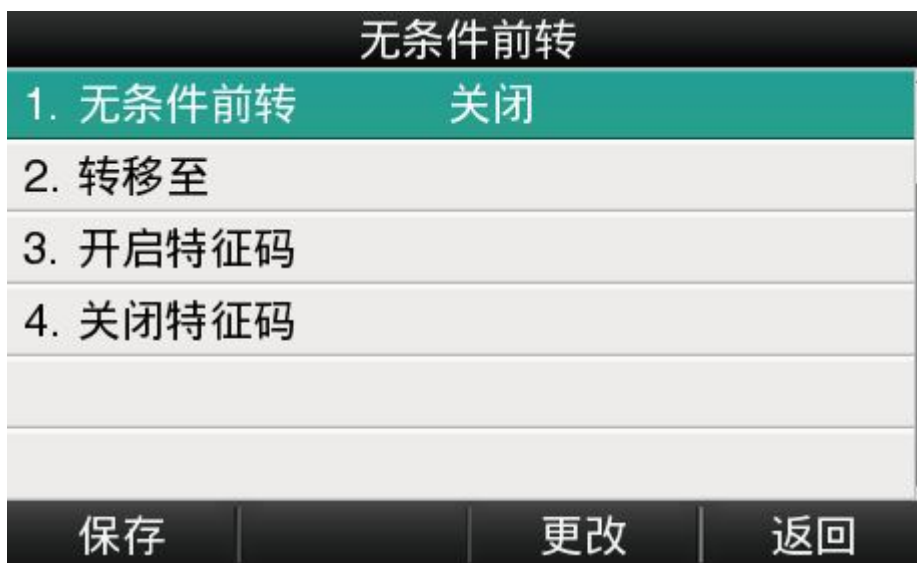 无条件前转
1. 无条件前转 关闭
2. 转移至
3. 开启特征码
4. 关闭特征码
保存 更改 返回